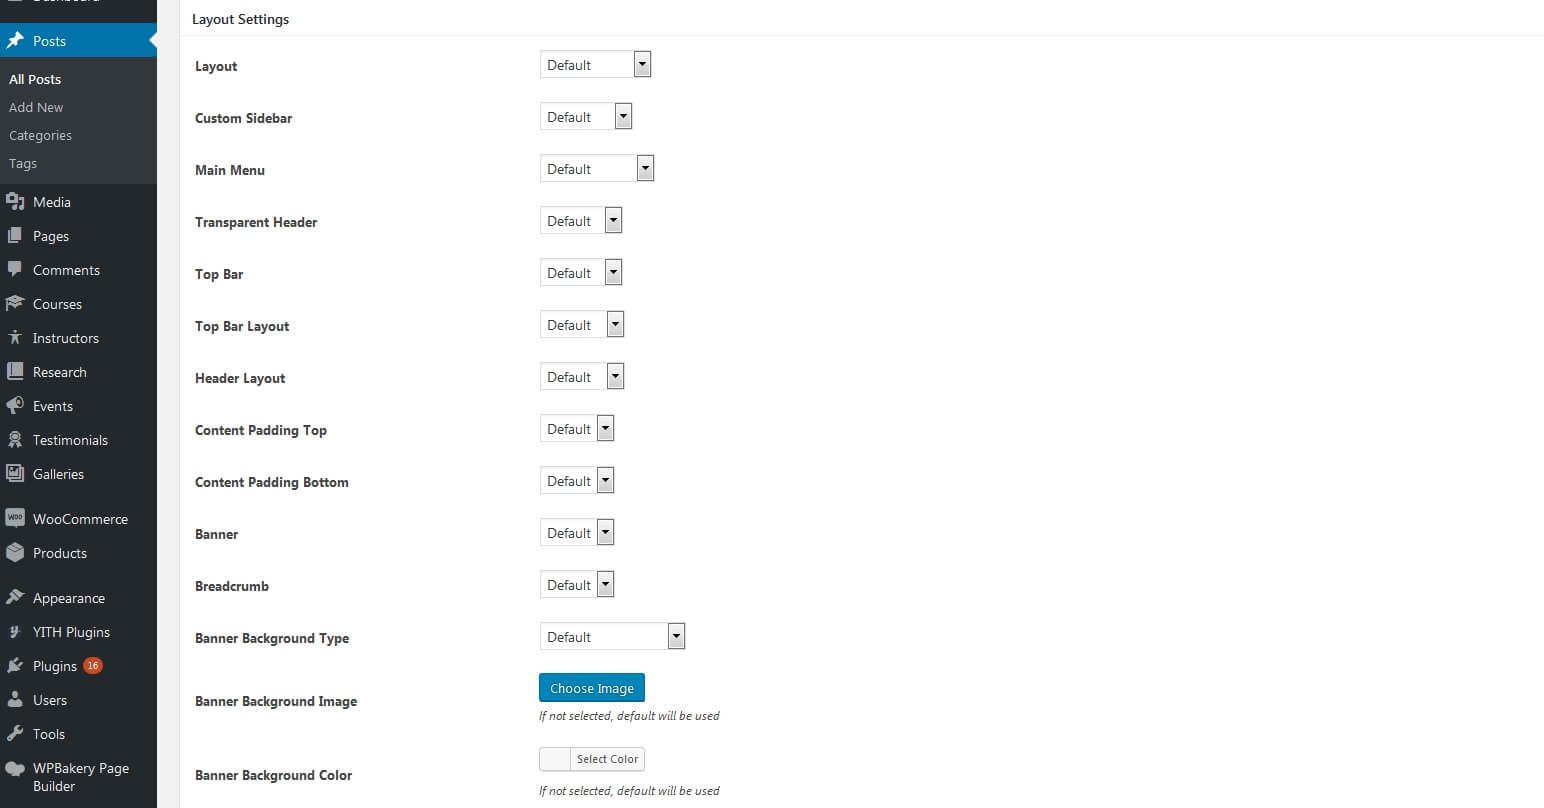 Dashboard
Posts
All Posts
Add New
Categories
Tags
Media
Pages
Comments
Courses
Instructors
Research
Events
Testimonials
Galleries
WOO WooCommerce
Products
Appearance
YITH Plugins
Plugins 16
Users
Tools
WPBakery Page
Builder
Layout Settings
Layout Default
Custom Sidebar Default
Main Menu Default
Transparent Header Default
Top Bar Default
Top Bar Layout Default
Header Layout Default
Content Padding Top Default
Content Padding Bottom Default
Banner Default
Breadcrumb Default
Banner Background Type Default
Banner Background Image Choose Image
If not selected, default will be used
Banner Background Color Select Color
If not selected, default will be used